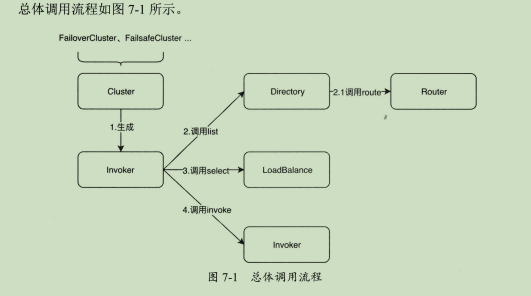 总体调用流程如图 7-1 所示。
FailoverCluster、FailsafeCluster ...
Cluster
Directory
2.1调用route
Router
1.生成
2.调用list
Invoker
3.调用select
LoadBalance
4.调用invoke
Invoker
图 7-1 总体调用流程